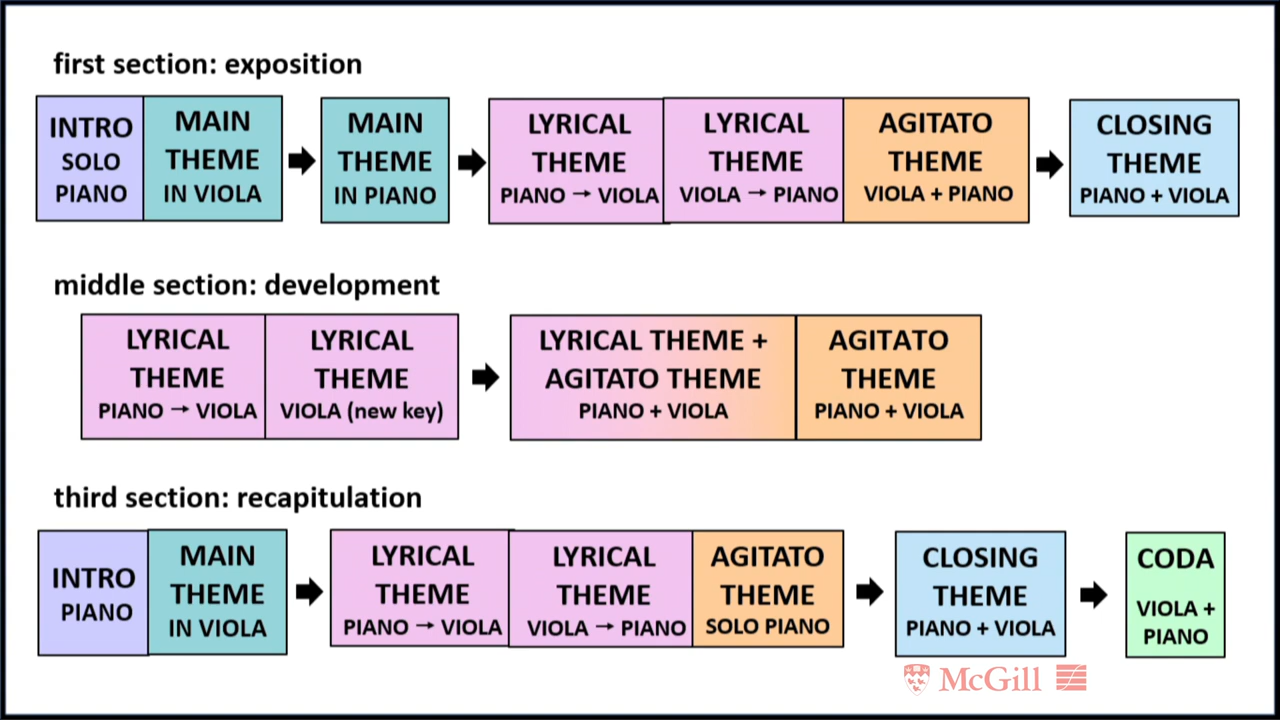 first section: exposition
INTRO
SOLO
PIANO
MAIN
THEME
IN VIOLA
MAIN
THEME
IN PIANO
LYRICAL
THEME
PIANO → VIOLA
LYRICAL
THEME
VIOLA → PIANO
AGITATO
THEME
VIOLA + PIANO
CLOSING
THEME
PIANO + VIOLA
middle section: development
LYRICAL
THEME
PIANO → VIOLA
LYRICAL
THEME
VIOLA (new key)
LYRICAL THEME +
AGITATO THEME
PIANO + VIOLA
AGITATO
THEME
PIANO + VIOLA
third section: recapitulation
INTRO
PIANO
MAIN
THEME
IN VIOLA
LYRICAL
THEME
PIANO → VIOLA
LYRICAL
THEME
VIOLA → PIANO
AGITATO
THEME
SOLO PIANO
CLOSING
THEME
PIANO + VIOLA
CODA
VIOLA +
PIANO
McGill